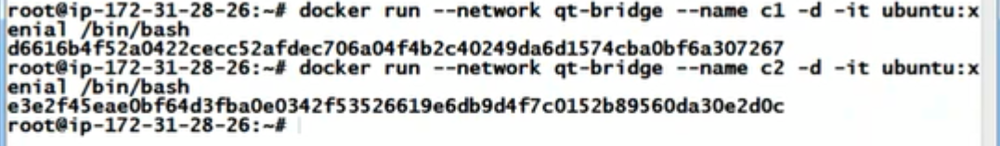 root@ip-172-31-28-26:~# docker run --network qt-bridge --name c1 -d -it ubuntu:x
enial /bin/bash
d6616b4f52a0422cecc52afdec706a04f4b2c40249da6d1574cba0bf6a307267
root@ip-172-31-28-26:~# docker run --network qt-bridge --name c2 -d -it ubuntu:x
enial /bin/bash
e3e2f45eae0bf64d3fba0e0342f53526619e6db9d4f7c0152b89560da30e2d0c
root@ip-172-31-28-26:~#